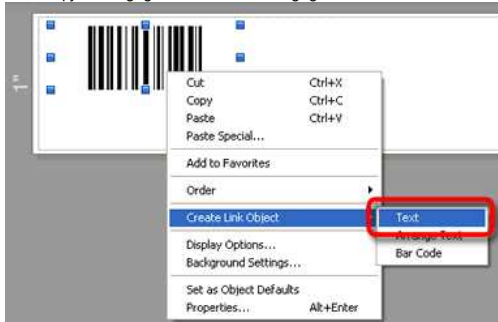 1"
Cut Ctrl+X
Copy Ctrl+C
Paste Ctrl+V
Paste Special...
Add to Favorites
Order
Create Link Object
Text
Arrange Text
Bar Code
Display Options...
Background Settings...
Set as Object Defaults
Properties... Alt+Enter